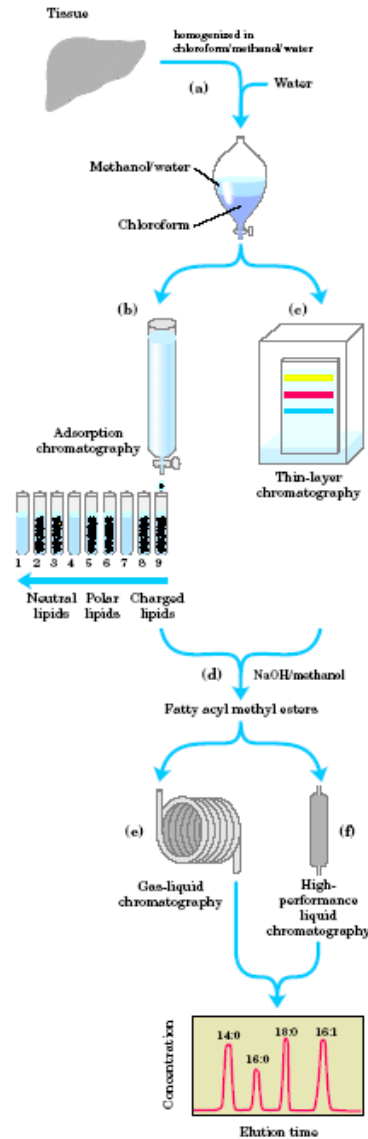 Tissue
homogenized in
chloroform/methanol/water
(a)
Water
Methanol/water
Chloroform
(b)
(c)
Adsorption
chromatography
Thin-layer
chromatography
1 2 3 4 5 6 7 8 9
Neutral Polar Charged
lipids lipids lipids
(d)
NaOH/methanol
Fatty acyl methyl esters
(e)
(f)
Gas-liquid
chromatography
High-
performance
liquid
chromatography
Concentration
14:0
16:0
18:0
16:1
Elution time